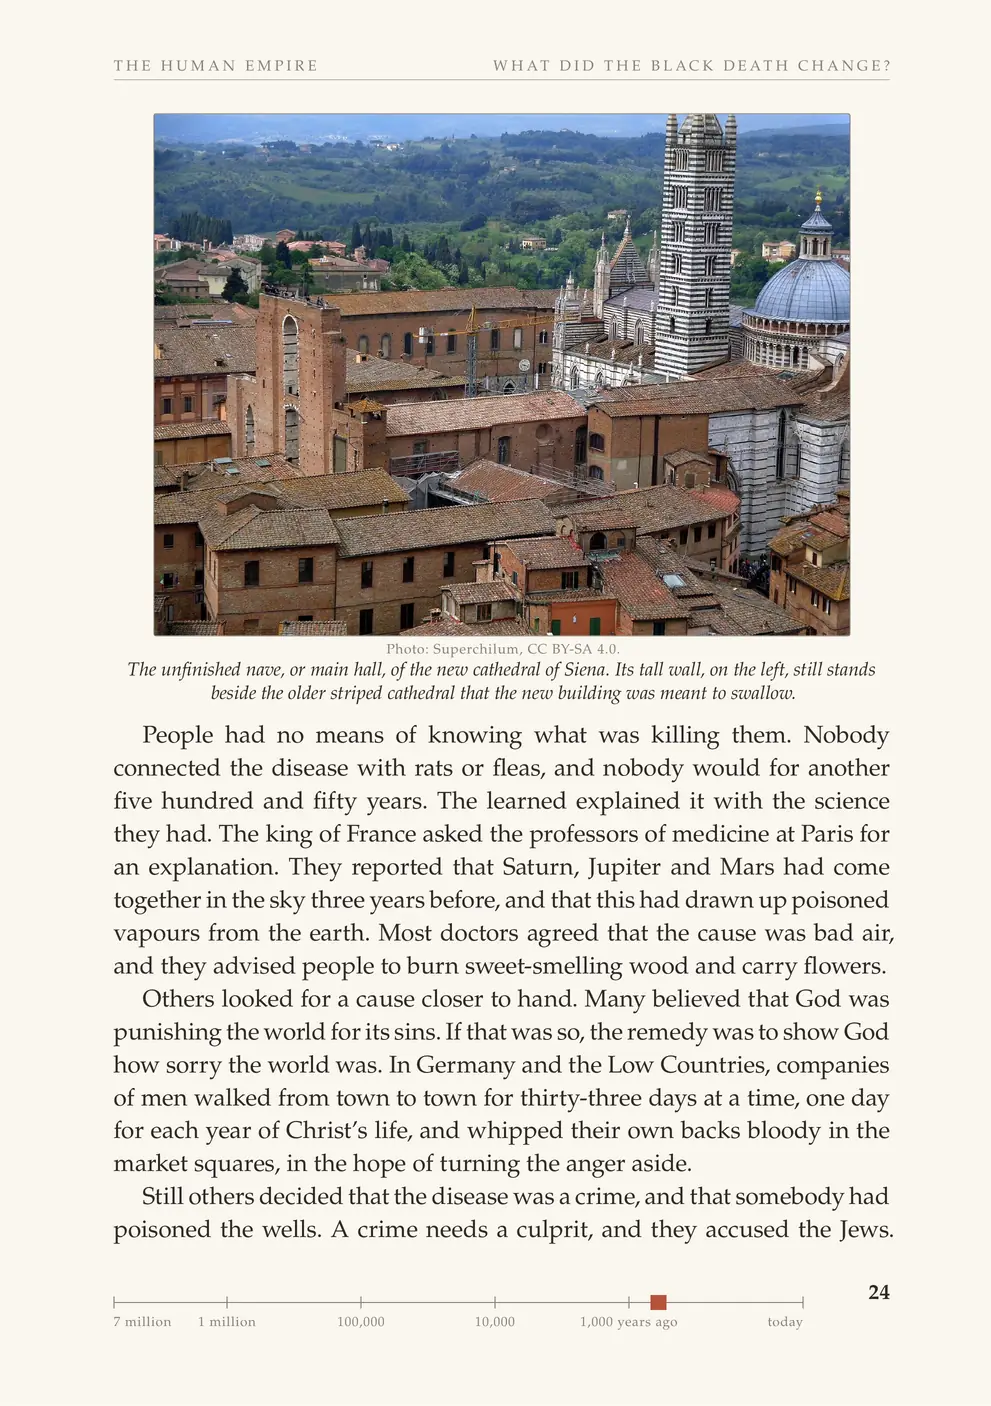 THE HUMAN EMPIRE
WHAT DID THE BLACK DEATH CHANGE?
Photo: Superchilum, CC BY-SA 4.0.
The unfinished nave, or main hall, of the new cathedral of Siena. Its tall wall, on the left, still stands
beside the older striped cathedral that the new building was meant to swallow.
People had no means of knowing what was killing them. Nobody
connected the disease with rats or fleas, and nobody would for another
five hundred and fifty years. The learned explained it with the science
they had. The king of France asked the professors of medicine at Paris for
an explanation. They reported that Saturn, Jupiter and Mars had come
together in the sky three years before, and that this had drawn up poisoned
vapours from the earth. Most doctors agreed that the cause was bad air,
and they advised people to burn sweet-smelling wood and carry flowers.
Others looked for a cause closer to hand. Many believed that God was
punishing the world for its sins. If that was so, the remedy was to show God
how sorry the world was. In Germany and the Low Countries, companies
of men walked from town to town for thirty-three days at a time, one day
for each year of Christ’s life, and whipped their own backs bloody in the
market squares, in the hope of turning the anger aside.
Still others decided that the disease was a crime, and that somebody had
poisoned the wells. A crime needs a culprit, and they accused the Jews.
24
7 million
1 million
100,000
10,000
1,000 years ago
today